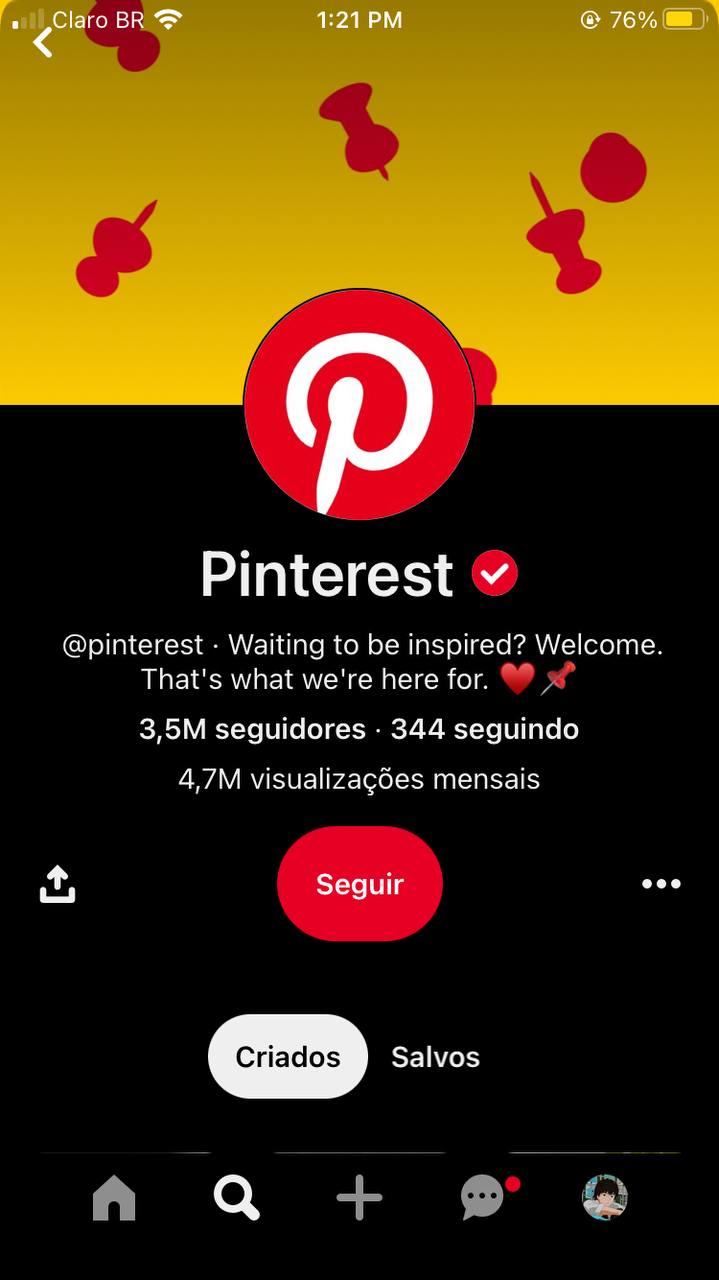 Claro BR 1:21 PM 76%
Pinterest
@pinterest · Waiting to be inspired? Welcome.
That's what we're here for. ♥️📌
3,5M seguidores · 344 seguindo
4,7M visualizações mensais
Seguir
Criados Salvos